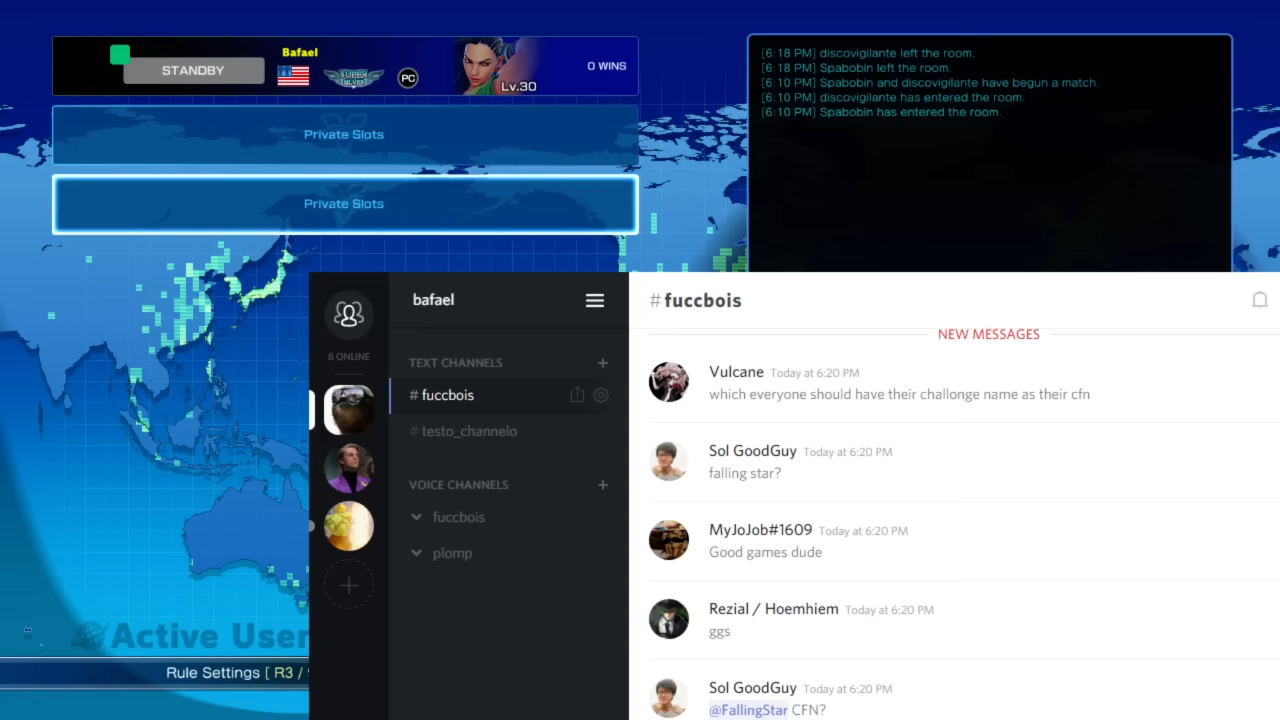 Bafael
STANDBY
SUPER SILVER
PC
Lv.30
0 WINS
Private Slots
Private Slots
[6:18 PM] discovigilante left the room.
[6:18 PM] Spabobin left the room.
[6:10 PM] Spabobin and discovigilante have begun a match.
[6:10 PM] discovigilante has entered the room.
[6:10 PM] Spabobin has entered the room.
Active User
Rule Settings [ R3 /
8 ONLINE
bafael
TEXT CHANNELS
# fuccbois
# testo_channelo
VOICE CHANNELS
fuccbois
plomp
#fuccbois
NEW MESSAGES
Vulcane Today at 6:20 PM
which everyone should have their challonge name as their cfn
Sol GoodGuy Today at 6:20 PM
falling star?
MyJoJob#1609 Today at 6:20 PM
Good games dude
Rezial / Hoemhiem Today at 6:20 PM
ggs
Sol GoodGuy Today at 6:20 PM
@FallingStar CFN?